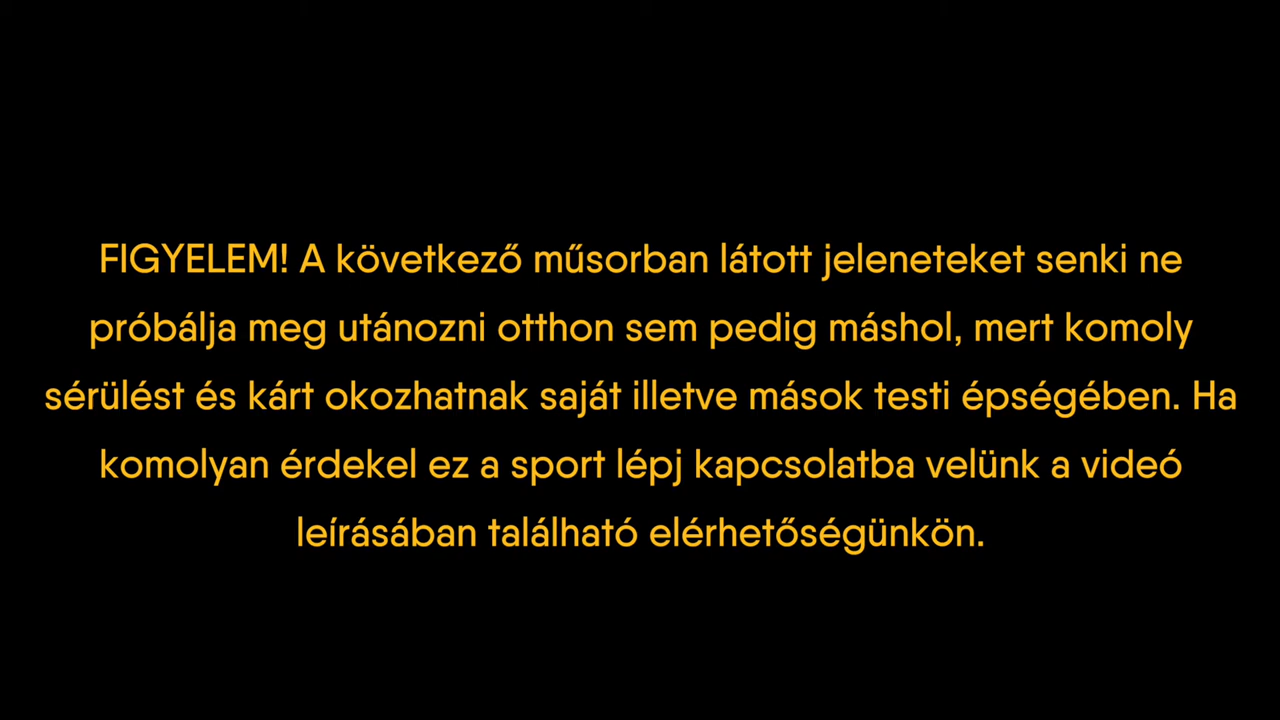 FIGYELEM! A következő műsorban látott jeleneteket senki ne
próbálja meg utánozni otthon sem pedig máshol, mert komoly
sérülést és kárt okozhatnak saját illetve mások testi épségében. Ha
komolyan érdekel ez a sport lépj kapcsolatba velünk a videó
leírásában található elérhetőségünkön.